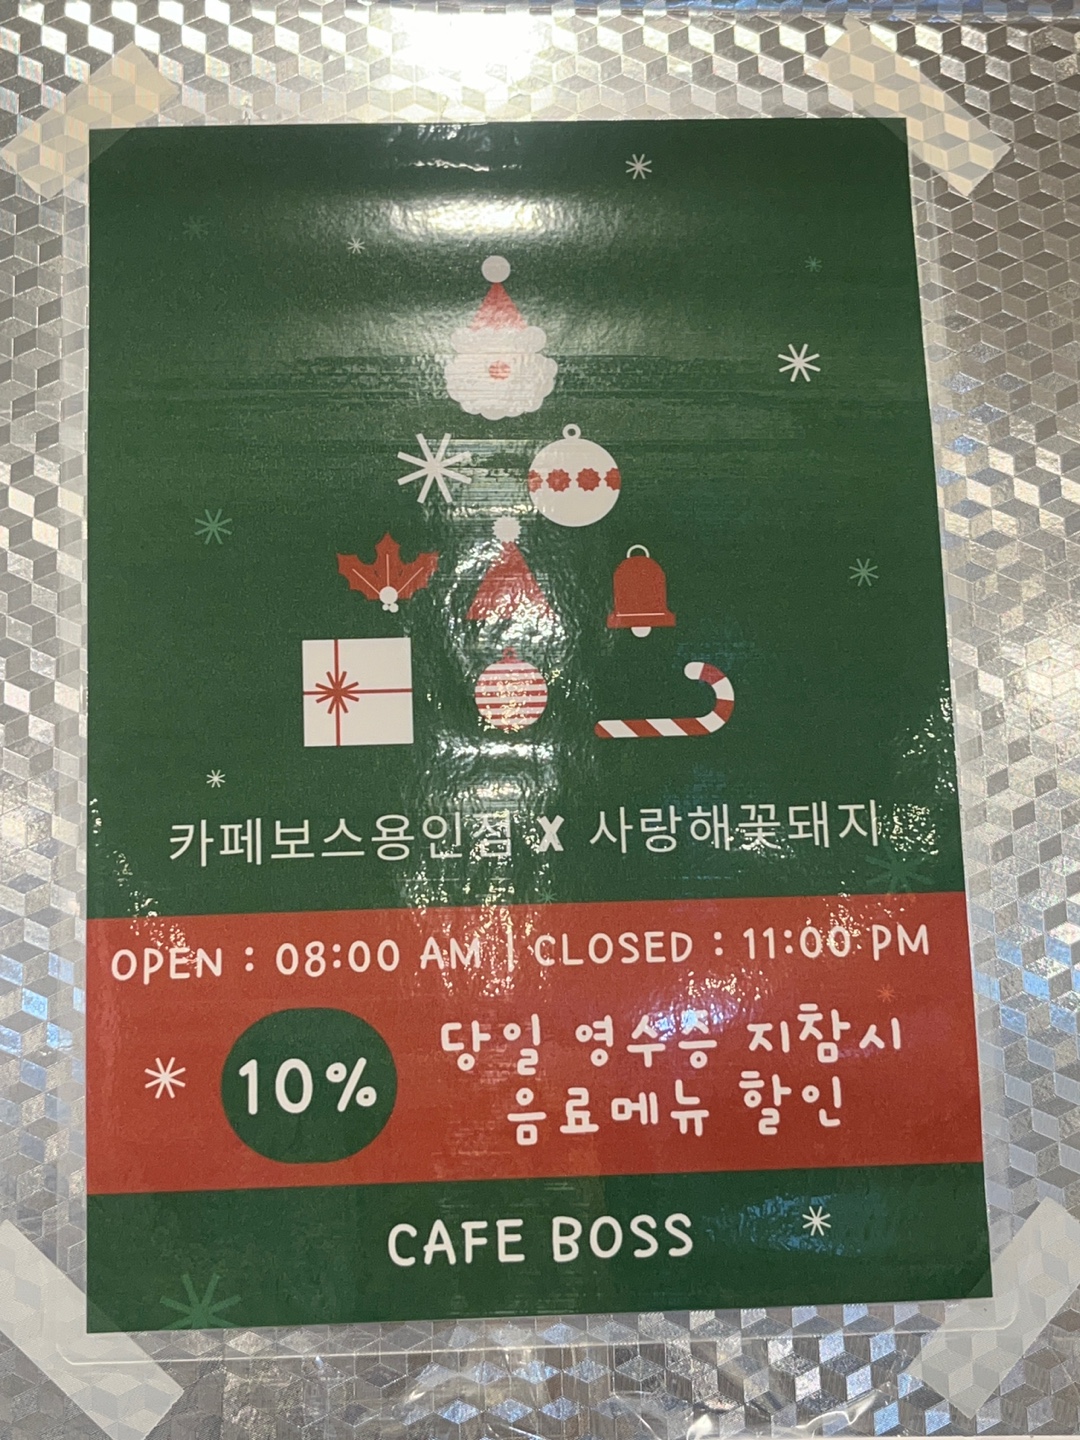 카페보스용인점 X 사랑해꽃돼지
OPEN : 08:00 AM | CLOSED : 11:00 PM
10%
당일 영수증 지참시
음료메뉴 할인
CAFE BOSS